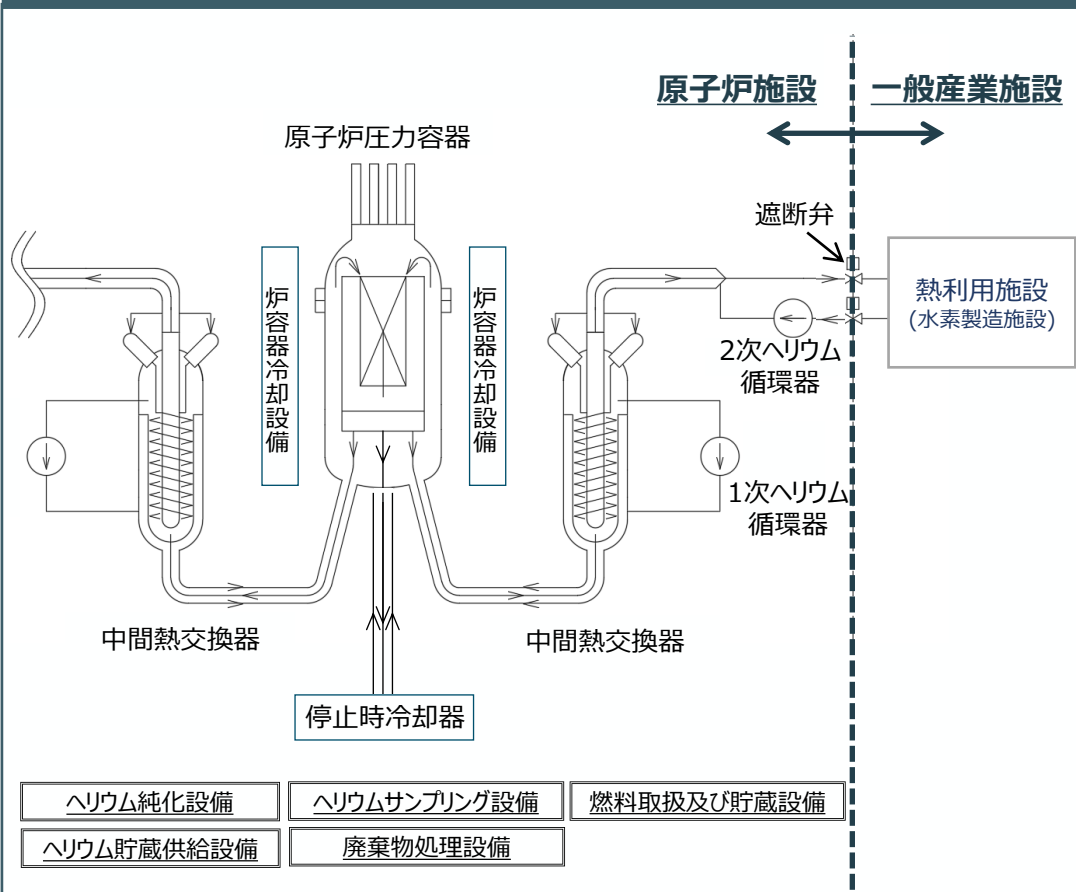 原子炉施設
一般産業施設
原子炉圧力容器
遮断弁
炉容器冷却設備
炉容器冷却設備
熱利用施設
(水素製造施設)
2次ヘリウム
循環器
1次ヘリウム
循環器
中間熱交換器
中間熱交換器
停止時冷却器
ヘリウム純化設備
ヘリウムサンプリング設備
燃料取扱及び貯蔵設備
ヘリウム貯蔵供給設備
廃棄物処理設備